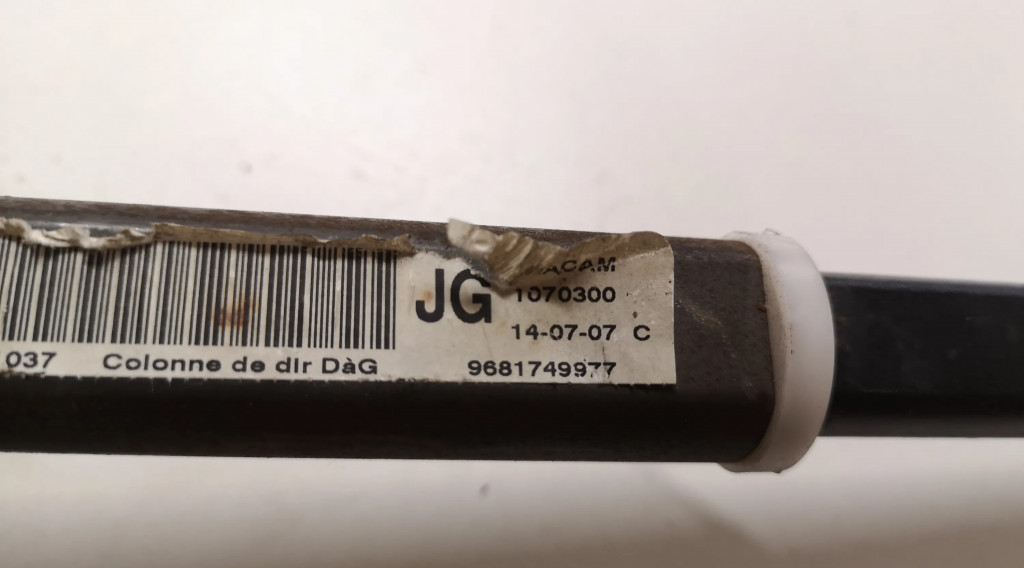 JG
1070300
14-07-07 C
037 Colonne de dir DàG 9681749977